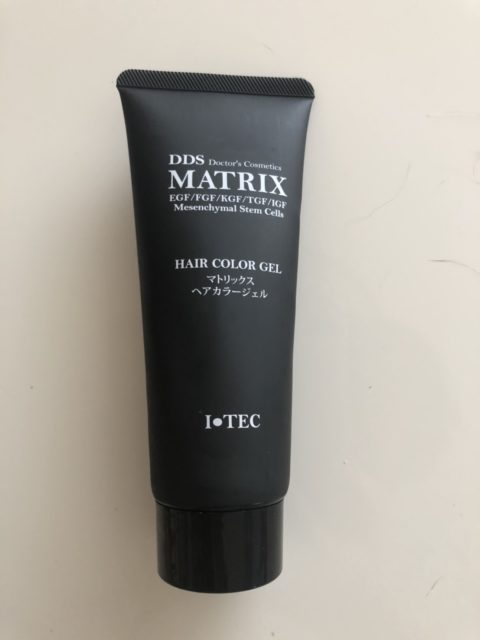 DDS Doctor's Cosmetics
MATRIX
EGF/FGF/KGF/TGF/IGF
Mesenchymal Stem Cells
HAIR COLOR GEL
マトリックス
ヘアカラージェル
I•TEC